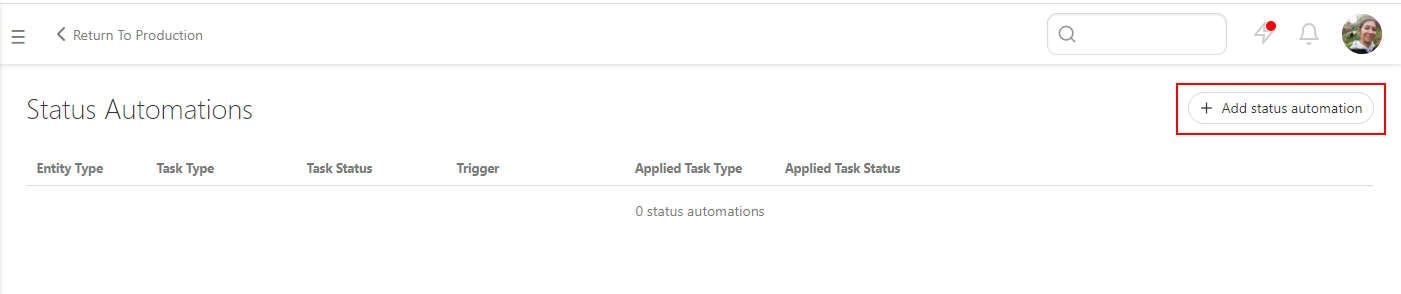 Return To Production
Status Automations
+ Add status automation
Entity Type Task Type Task Status Trigger Applied Task Type Applied Task Status
0 status automations